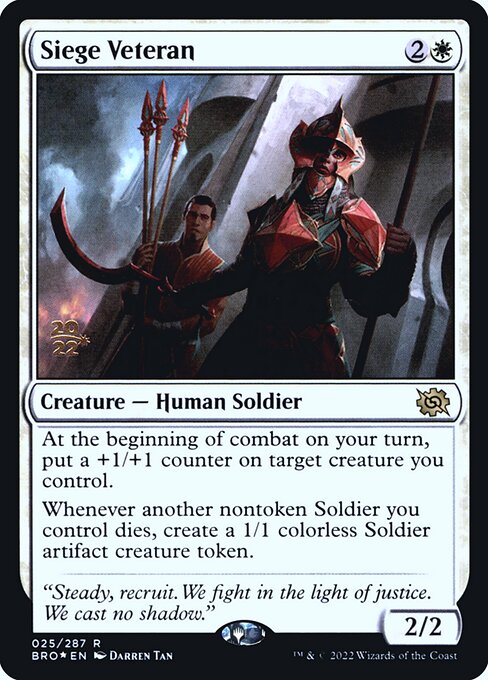 Siege Veteran 2
20
22
Creature — Human Soldier
At the beginning of combat on your turn,
put a +1/+1 counter on target creature you
control.
Whenever another nontoken Soldier you
control dies, create a 1/1 colorless Soldier
artifact creature token.
“Steady, recruit. We fight in the light of justice.
We cast no shadow.”
2/2
025/287 R
BRO★EN Darren Tan ™ & © 2022 Wizards of the Coast